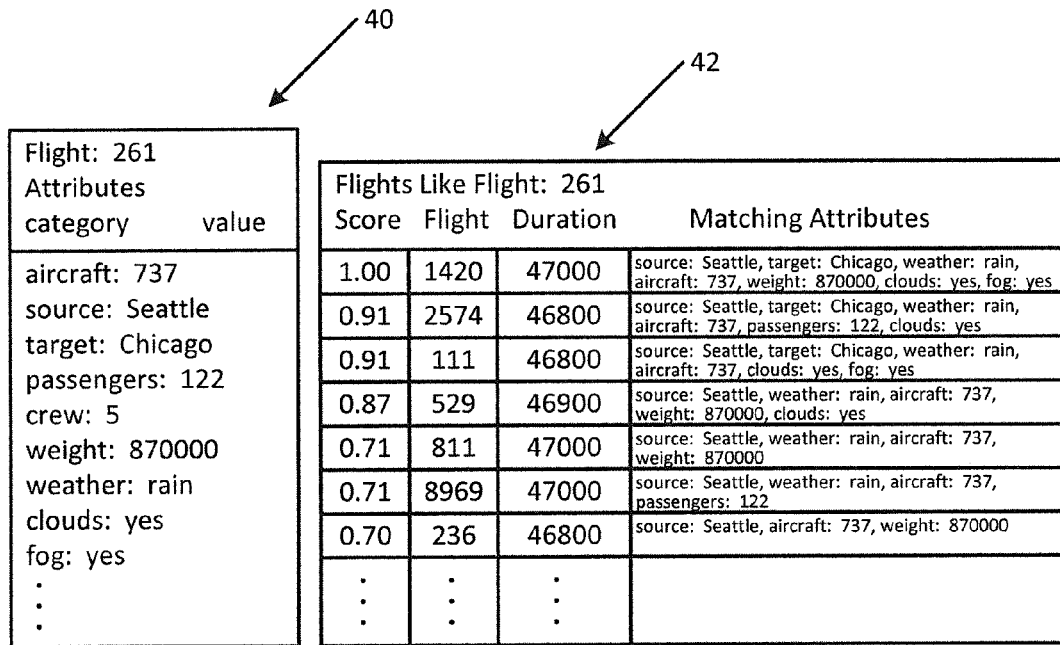 40
42
Flight: 261
Attributes
category value
aircraft: 737
source: Seattle
target: Chicago
passengers: 122
crew: 5
weight: 870000
weather: rain
clouds: yes
fog: yes
Flights Like Flight: 261
Score Flight Duration Matching Attributes
1.00 1420 47000 source: Seattle, target: Chicago, weather: rain,
aircraft: 737, weight: 870000, clouds: yes, fog: yes
0.91 2574 46800 source: Seattle, target: Chicago, weather: rain,
aircraft: 737, passengers: 122, clouds: yes
0.91 111 46800 source: Seattle, target: Chicago, weather: rain,
aircraft: 737, clouds: yes, fog: yes
0.87 529 46900 source: Seattle, weather: rain, aircraft: 737,
weight: 870000, clouds: yes
0.71 811 47000 source: Seattle, weather: rain, aircraft: 737,
weight: 870000
0.71 8969 47000 source: Seattle, weather: rain, aircraft: 737,
passengers: 122
0.70 236 46800 source: Seattle, aircraft: 737, weight: 870000